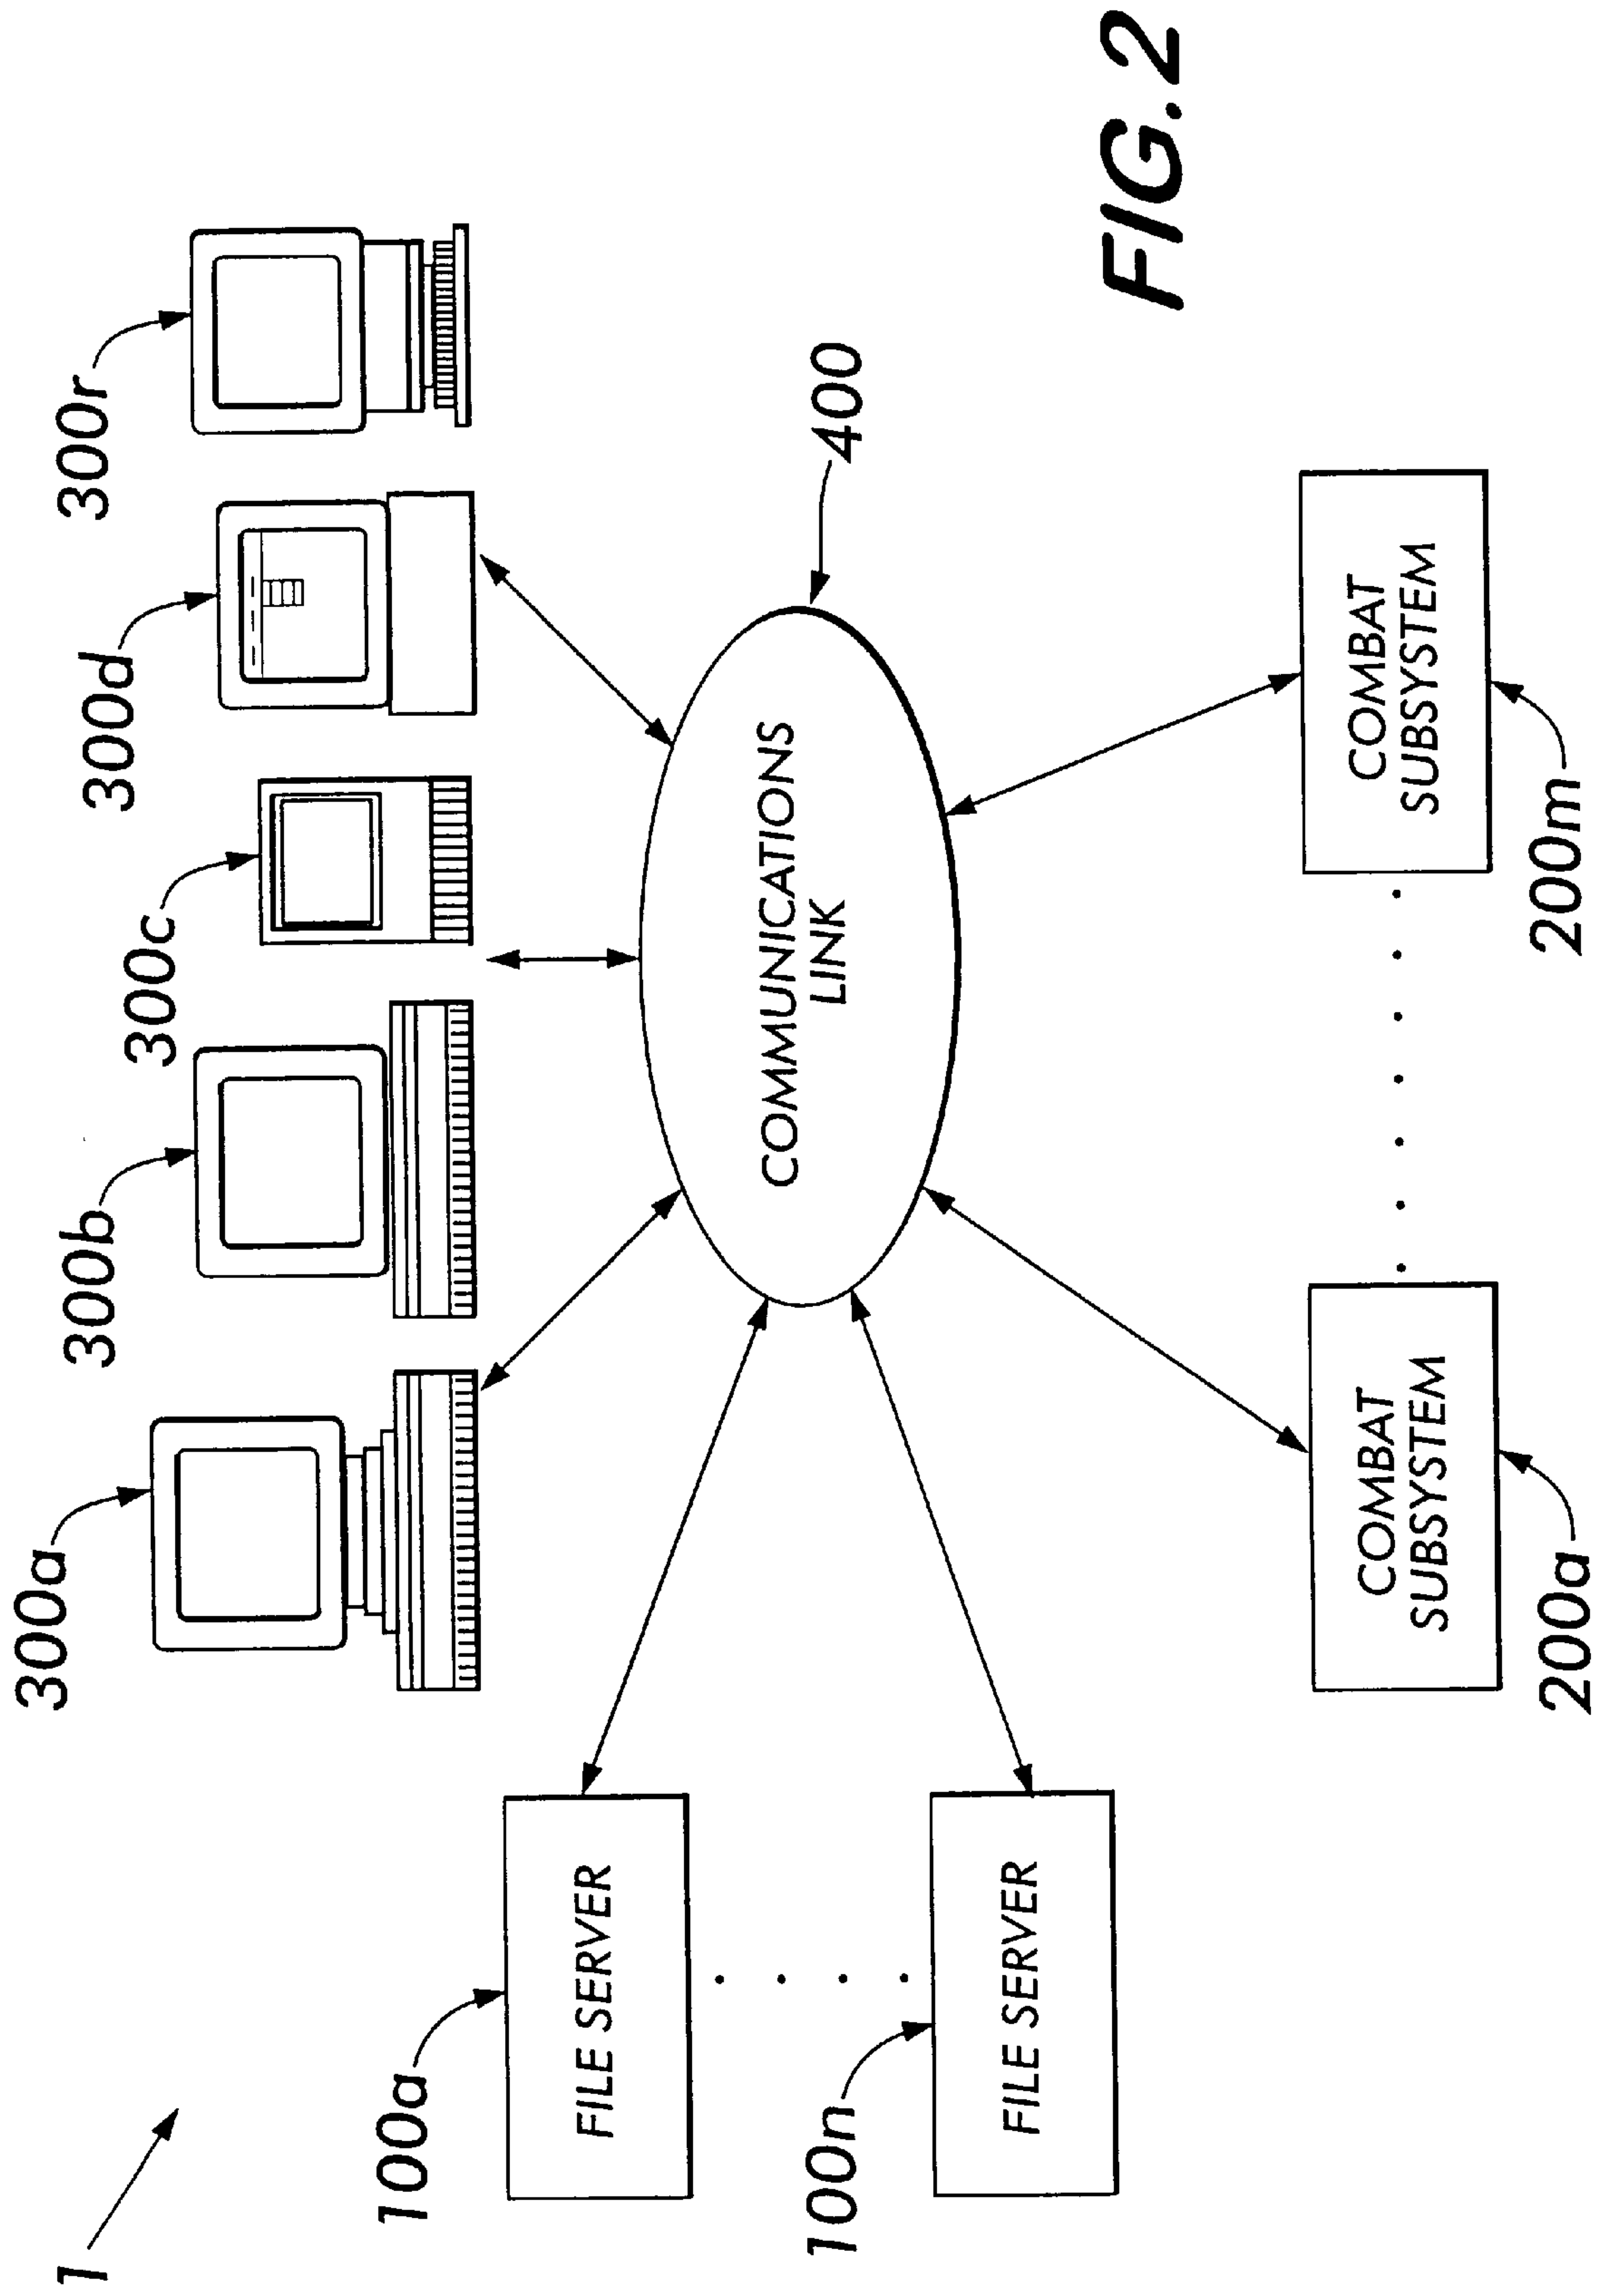 1
300a
300b
300c
300d
300r
100a
FILE SERVER
100n
FILE SERVER
COMMUNICATIONS
LINK
400
COMBAT
SUBSYSTEM
200a
COMBAT
SUBSYSTEM
200m
FIG. 2